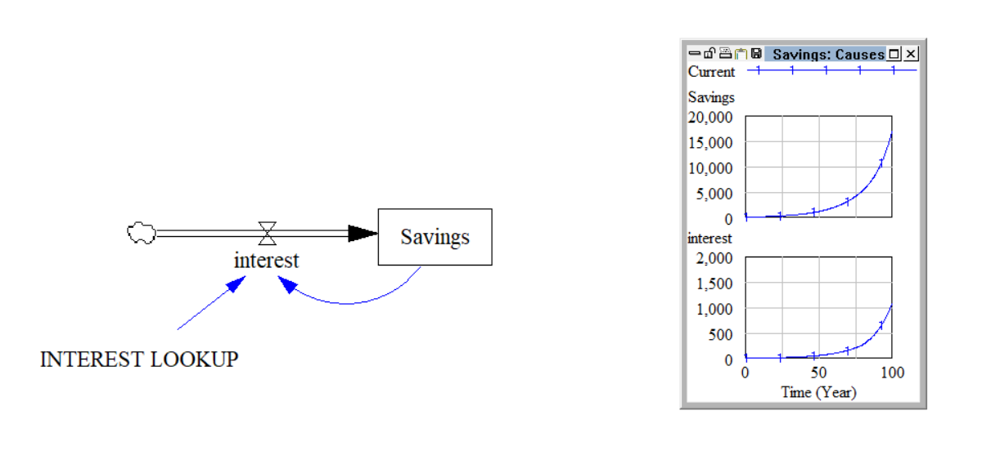 Savings
interest
INTEREST LOOKUP
Savings: Causes
Current
Savings
20,000
15,000
10,000
5,000
0
interest
2,000
1,500
1,000
500
0
0 50 100
Time (Year)